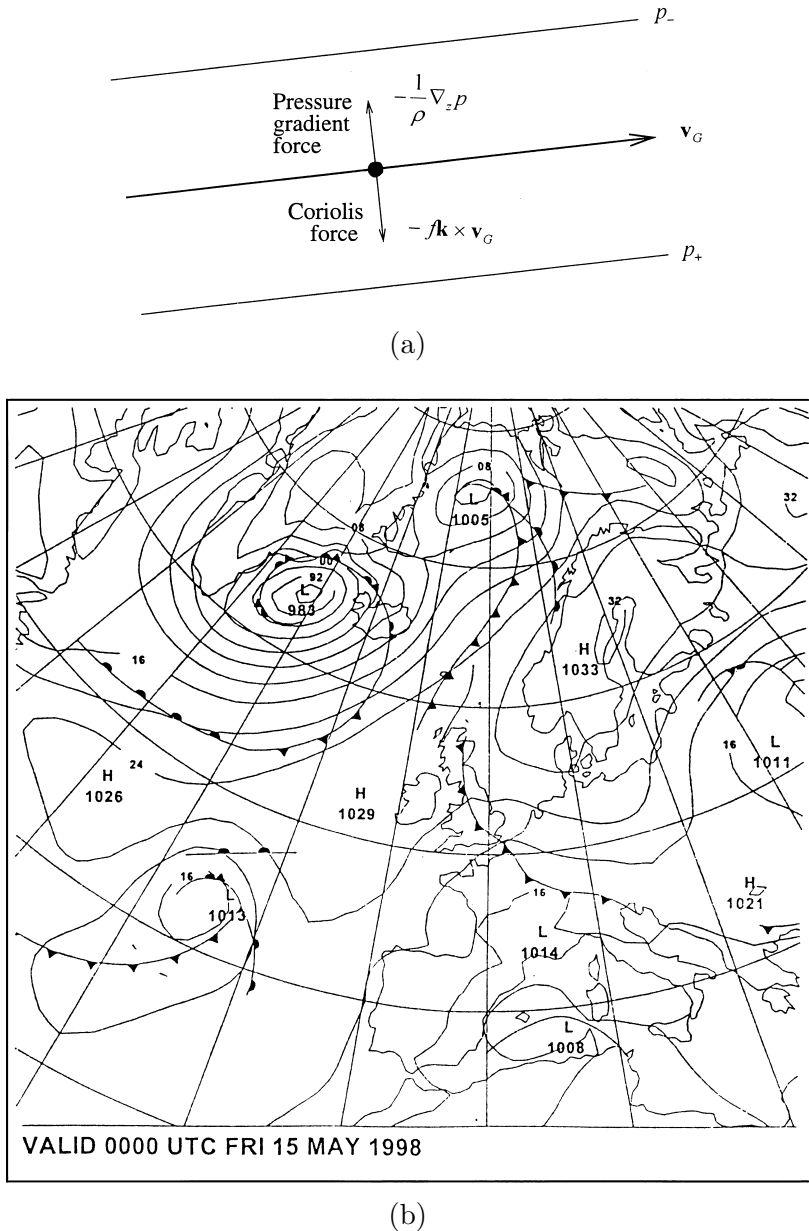 p₋
Pressure
gradient
force
−1/ρ ∇_z p
v_G
Coriolis
force
− fk × v_G
p₊
(a)
08
32
L
1005
08
00
92
L
983
32
H
1033
16
16
L
1011
24
H
1026
H
1029
16
L
1013
16
H
1021
L
1014
L
1008
VALID 0000 UTC FRI 15 MAY 1998
(b)